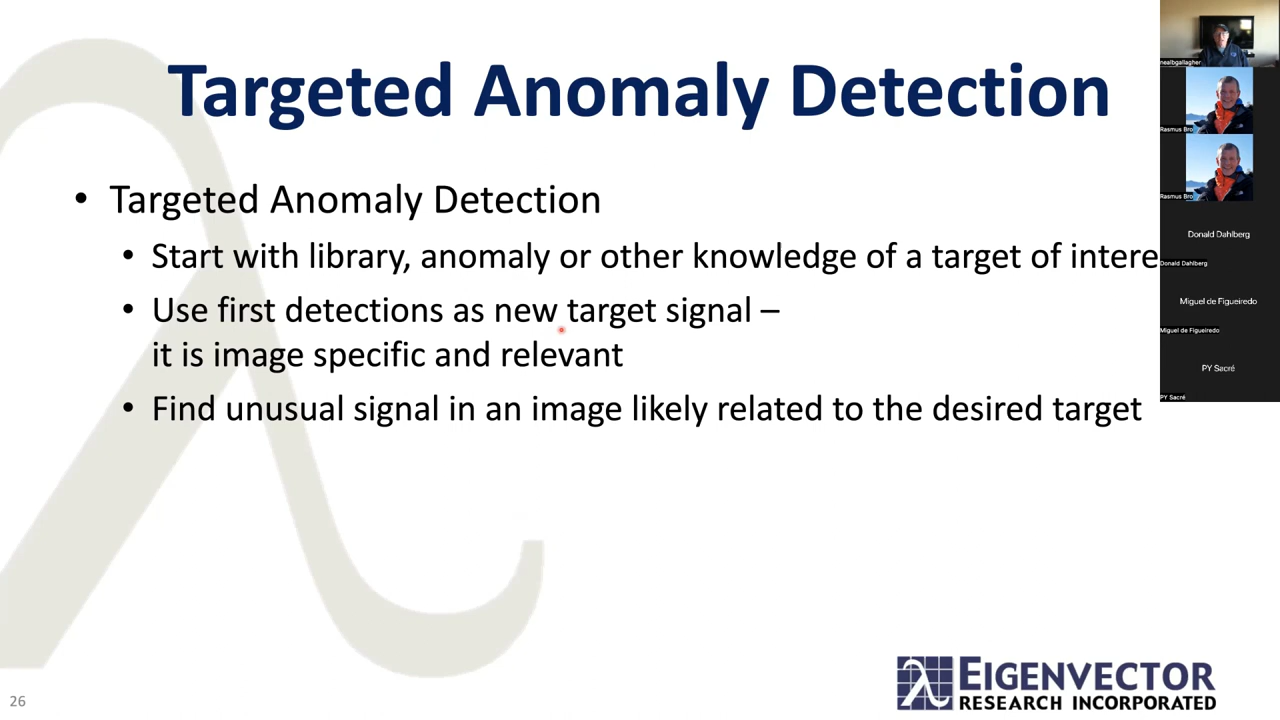 Targeted Anomaly Detection
• Targeted Anomaly Detection
• Start with library, anomaly or other knowledge of a target of intere
• Use first detections as new target signal –
it is image specific and relevant
• Find unusual signal in an image likely related to the desired target
nealbgallagher
Rasmus Bro
Rasmus Bro
Donald Dahlberg
Donald Dahlberg
Miguel de Figueiredo
Miguel de Figueiredo
PY Sacré
PY Sacré
λ EIGENVECTOR
RESEARCH INCORPORATED
26